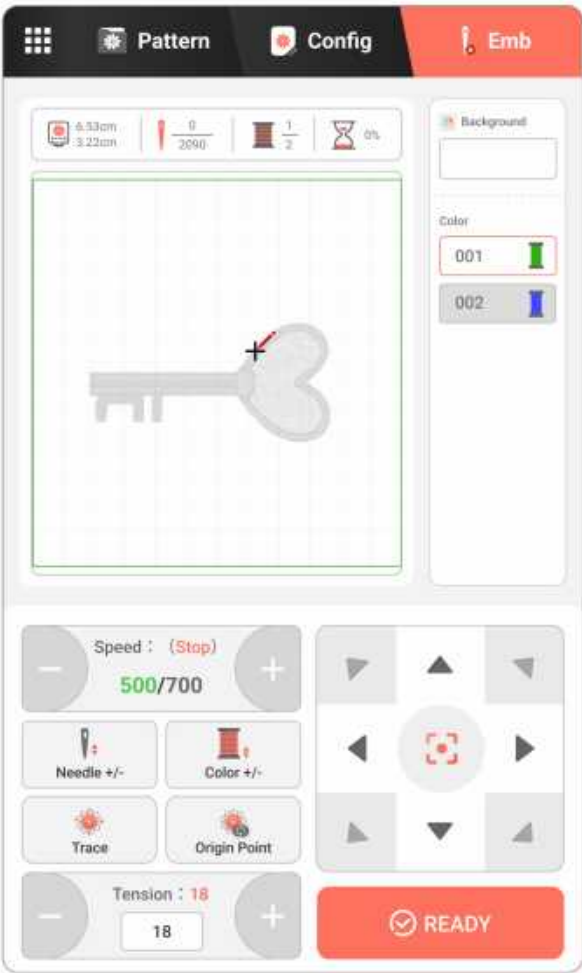 Pattern
Config
Emb
6.53cm
3.22cm
0
2090
1
2
0%
Background
Color
001
002
Speed : (Stop)
500/700
Needle +/-
Color +/-
Trace
Origin Point
Tension : 18
18
READY